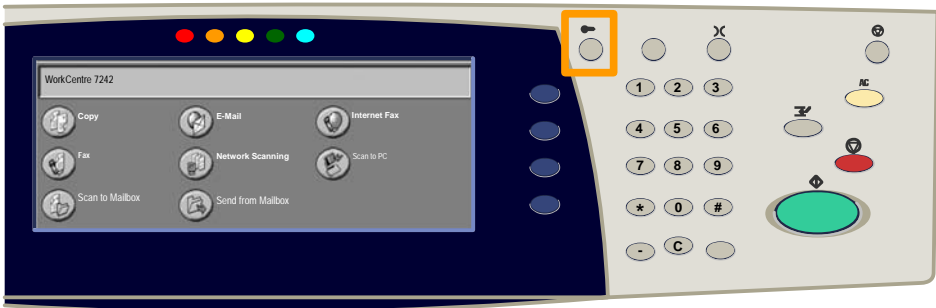 WorkCentre 7242
Copy
E-Mail
Internet Fax
Fax
Network Scanning
Scan to PC
Scan to Mailbox
Send from Mailbox
AC
1 2 3
4 5 6
7 8 9
* 0 #
- C